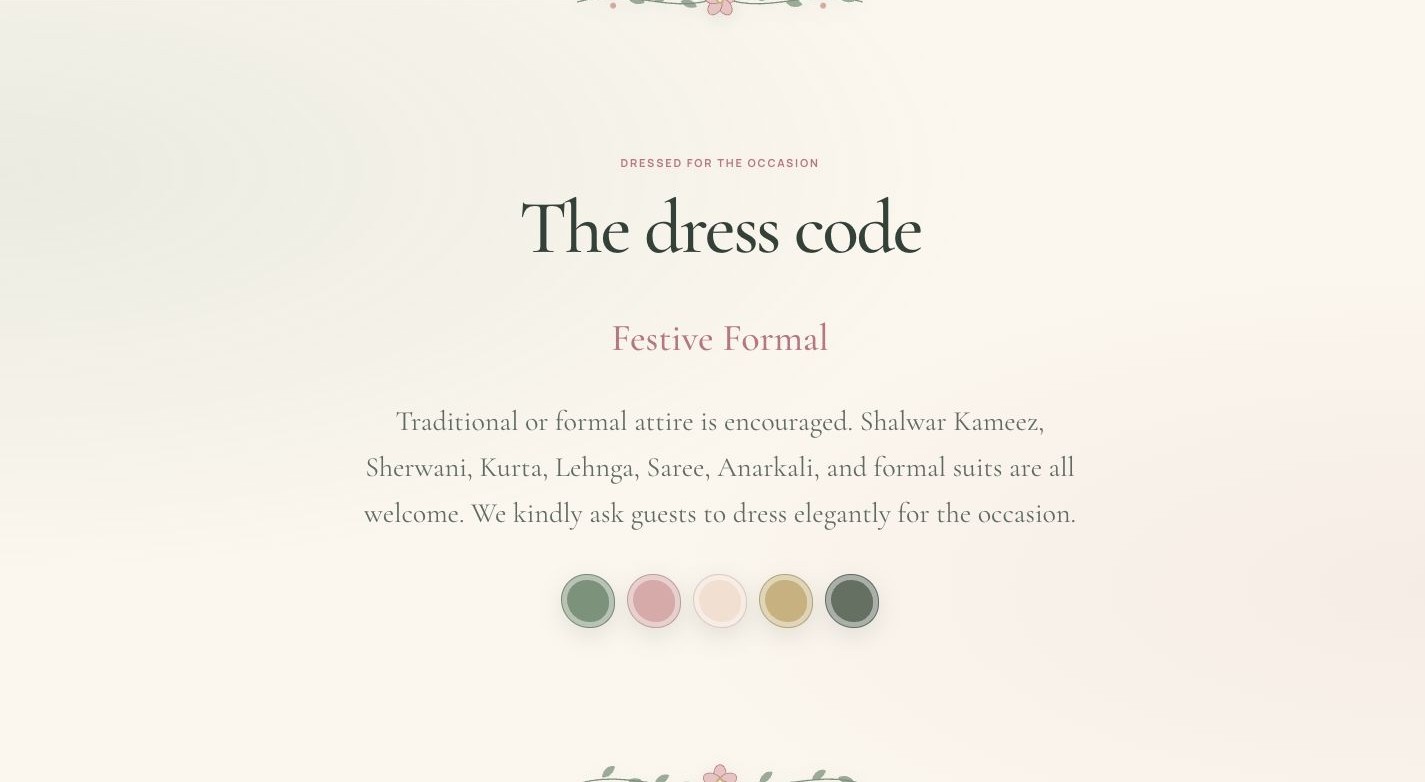 DRESSED FOR THE OCCASION
The dress code
Festive Formal
Traditional or formal attire is encouraged. Shalwar Kameez,
Sherwani, Kurta, Lehnga, Saree, Anarkali, and formal suits are all
welcome. We kindly ask guests to dress elegantly for the occasion.